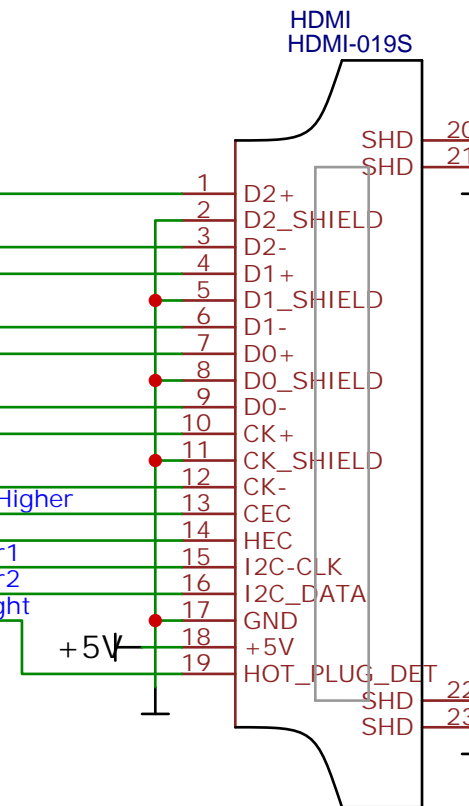 HDMI
HDMI-019S
SHD 20
SHD 21
1 D2+
2 D2_SHIELD
3 D2-
4 D1+
5 D1_SHIELD
6 D1-
7 D0+
8 D0_SHIELD
9 D0-
10 CK+
11 CK_SHIELD
12 CK-
Higher
13 CEC
14 HEC
r1
15 I2C-CLK
r2
16 I2C_DATA
ght
17 GND
+5V
18 +5V
19 HOT_PLUG_DET
SHD 22
SHD 23